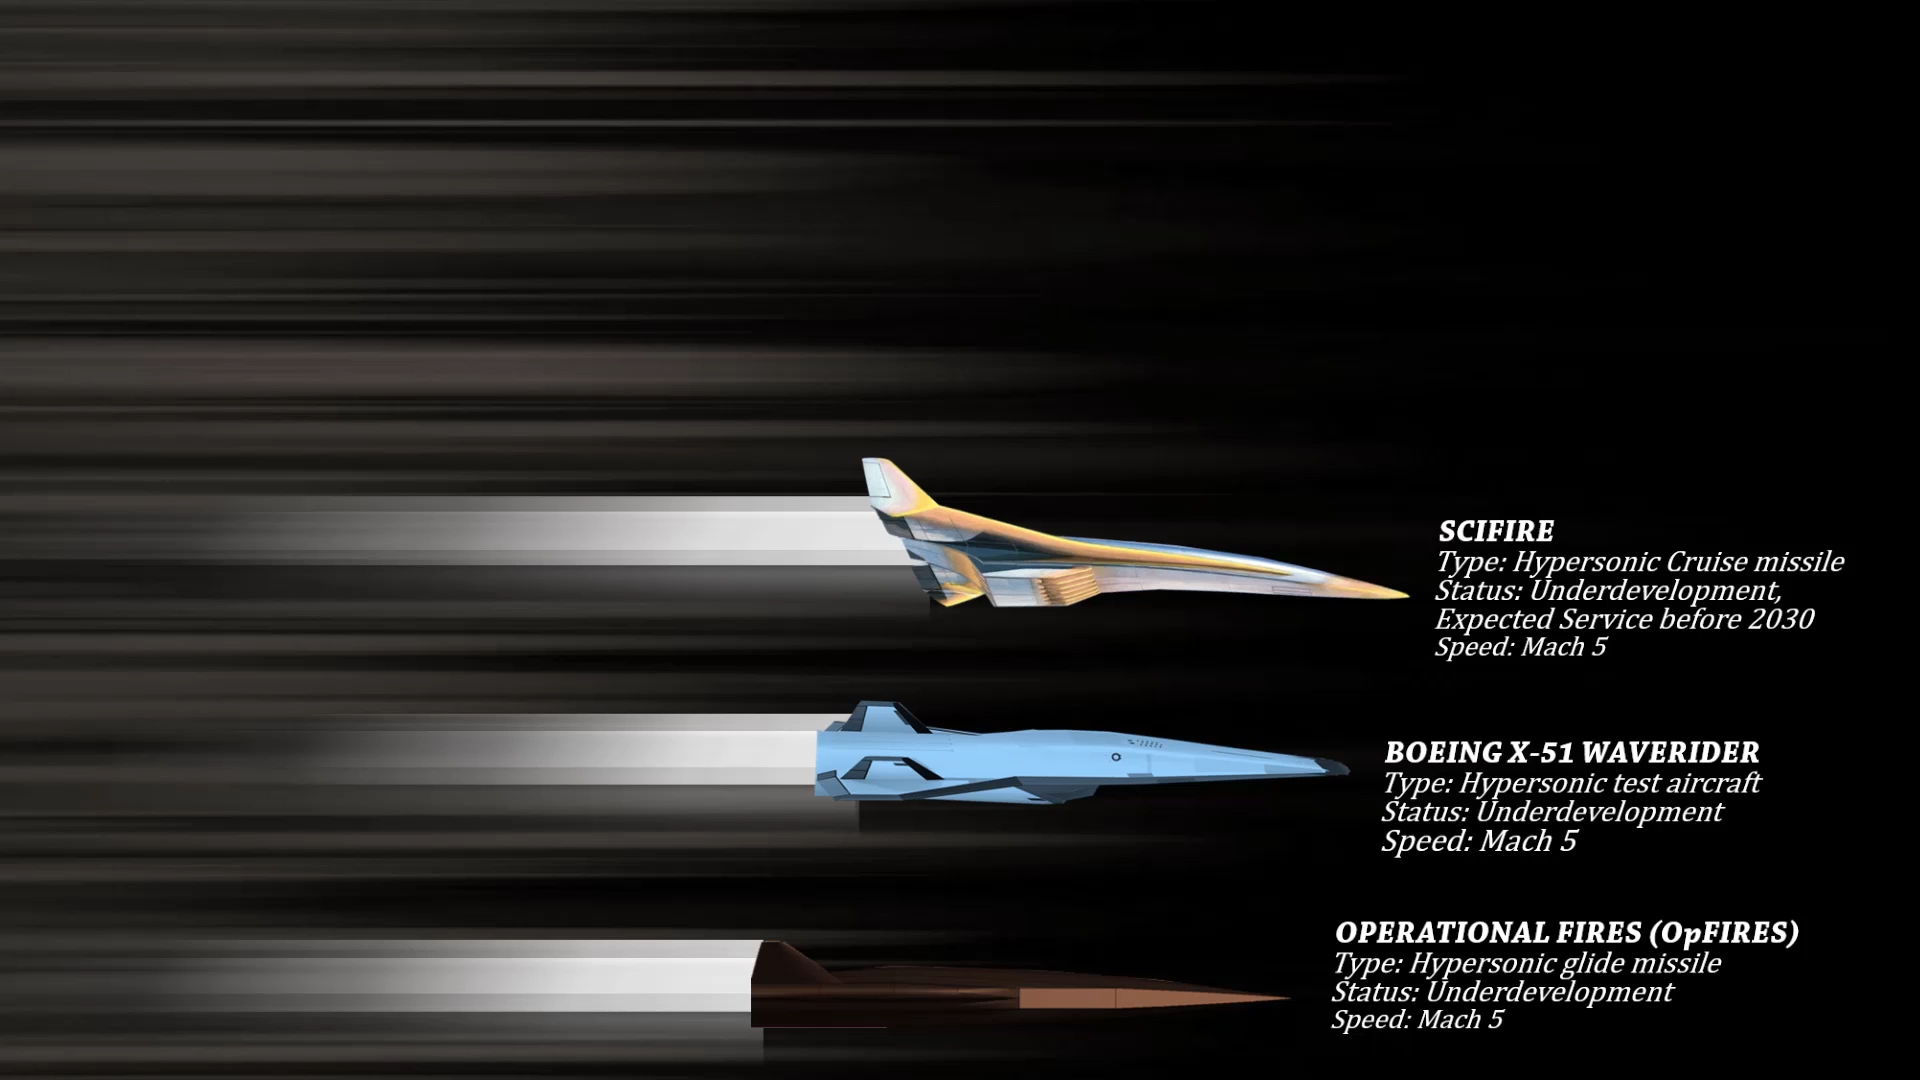 SCIFIRE
Type: Hypersonic Cruise missile
Status: Underdevelopment,
Expected Service before 2030
Speed: Mach 5
BOEING X-51 WAVERIDER
Type: Hypersonic test aircraft
Status: Underdevelopment
Speed: Mach 5
OPERATIONAL FIRES (OpFIRES)
Type: Hypersonic glide missile
Status: Underdevelopment
Speed: Mach 5